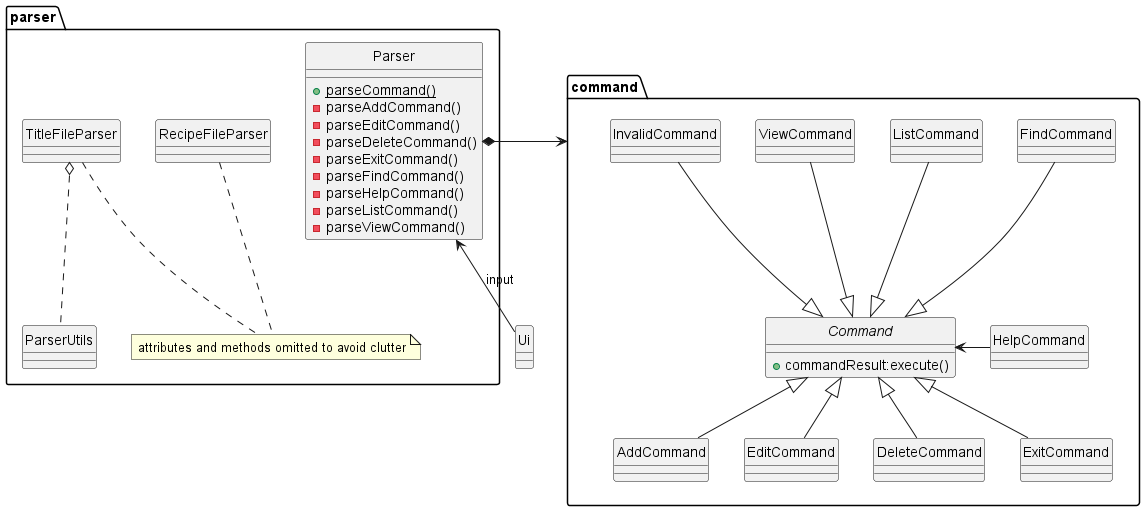 parser
Parser
parseCommand()
parseAddCommand()
parseEditCommand()
parseDeleteCommand()
parseExitCommand()
parseFindCommand()
parseHelpCommand()
parseListCommand()
parseViewCommand()
TitleFileParser
RecipeFileParser
ParserUtils
attributes and methods omitted to avoid clutter
input
Ui
command
InvalidCommand
ViewCommand
ListCommand
FindCommand
Command
commandResult:execute()
HelpCommand
AddCommand
EditCommand
DeleteCommand
ExitCommand